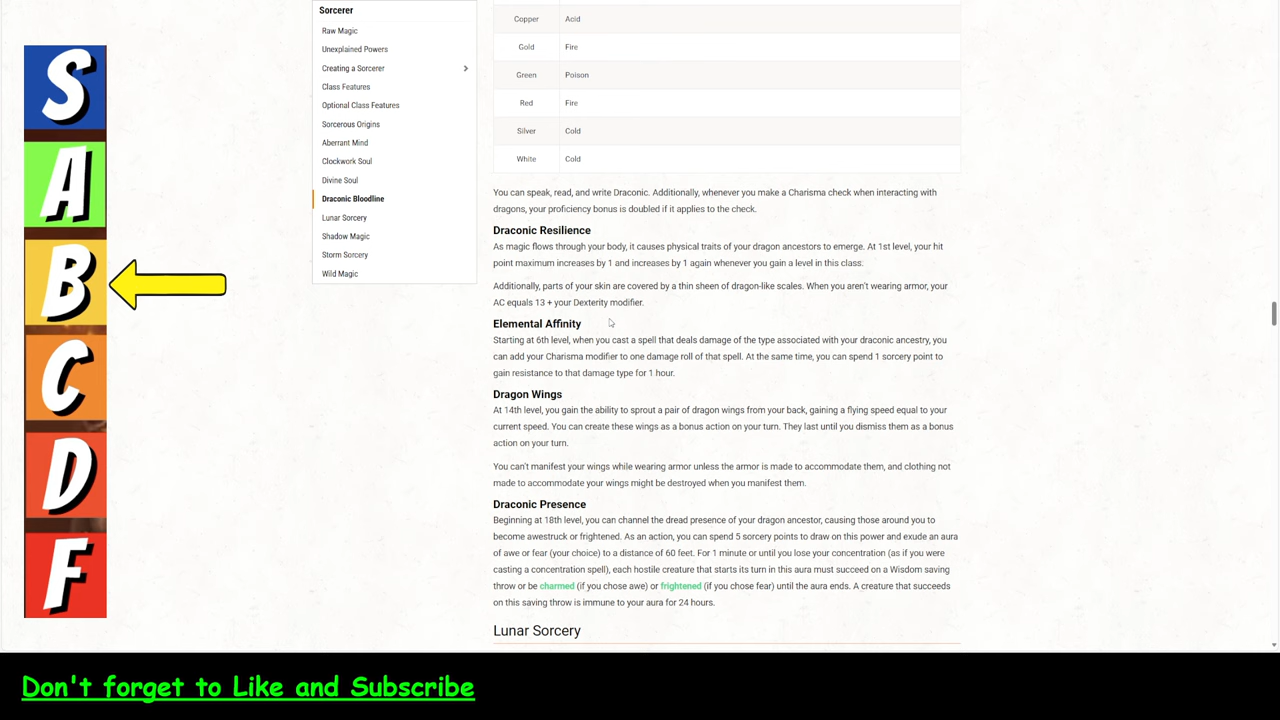 S
A
B
C
D
F
Sorcerer
Raw Magic
Unexplained Powers
Creating a Sorcerer
Class Features
Optional Class Features
Sorcerous Origins
Aberrant Mind
Clockwork Soul
Divine Soul
Draconic Bloodline
Lunar Sorcery
Shadow Magic
Storm Sorcery
Wild Magic
Copper Acid
Gold Fire
Green Poison
Red Fire
Silver Cold
White Cold
You can speak, read, and write Draconic. Additionally, whenever you make a Charisma check when interacting with
dragons, your proficiency bonus is doubled if it applies to the check.
Draconic Resilience
As magic flows through your body, it causes physical traits of your dragon ancestors to emerge. At 1st level, your hit
point maximum increases by 1 and increases by 1 again whenever you gain a level in this class.
Additionally, parts of your skin are covered by a thin sheen of dragon-like scales. When you aren't wearing armor, your
AC equals 13 + your Dexterity modifier.
Elemental Affinity
Starting at 6th level, when you cast a spell that deals damage of the type associated with your draconic ancestry, you
can add your Charisma modifier to one damage roll of that spell. At the same time, you can spend 1 sorcery point to
gain resistance to that damage type for 1 hour.
Dragon Wings
At 14th level, you gain the ability to sprout a pair of dragon wings from your back, gaining a flying speed equal to your
current speed. You can create these wings as a bonus action on your turn. They last until you dismiss them as a bonus
action on your turn.
You can't manifest your wings while wearing armor unless the armor is made to accommodate them, and clothing not
made to accommodate your wings might be destroyed when you manifest them.
Draconic Presence
Beginning at 18th level, you can channel the dread presence of your dragon ancestor, causing those around you to
become awestruck or frightened. As an action, you can spend 5 sorcery points to draw on this power and exude an aura
of awe or fear (your choice) to a distance of 60 feet. For 1 minute or until you lose your concentration (as if you were
casting a concentration spell), each hostile creature that starts its turn in this aura must succeed on a Wisdom saving
throw or be charmed (if you chose awe) or frightened (if you chose fear) until the aura ends. A creature that succeeds
on this saving throw is immune to your aura for 24 hours.
Lunar Sorcery
Don't forget to Like and Subscribe